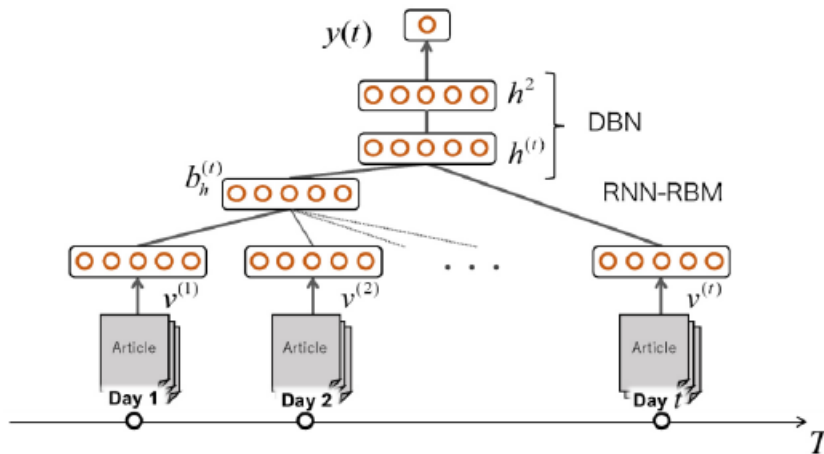 y(t)
h²
DBN
h⁽ᵗ⁾
b_h⁽ᵗ⁾
RNN-RBM
. . .
v⁽¹⁾ v⁽²⁾ v⁽ᵗ⁾
Article Article Article
Day 1 Day 2 Day t
T